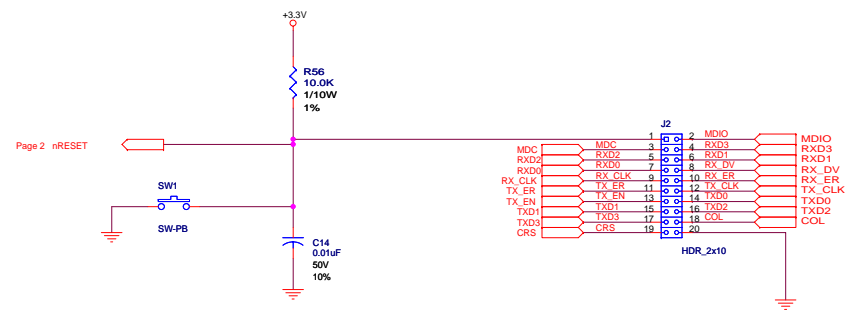 +3.3V
R56
10.0K
1/10W
1%
Page 2 nRESET
SW1
SW-PB
C14
0.01uF
50V
10%
J2
1 2 MDIO MDIO
MDC MDC 3 4 RXD3 RXD3
RXD2 RXD2 5 6 RXD1 RXD1
RXD0 RXD0 7 8 RX_DV RX_DV
RX_CLK RX_CLK 9 10 RX_ER RX_ER
TX_ER TX_ER 11 12 TX_CLK TX_CLK
TX_EN TX_EN 13 14 TXD0 TXD0
TXD1 TXD1 15 16 TXD2 TXD2
TXD3 TXD3 17 18 COL COL
CRS CRS 19 20
HDR_2x10